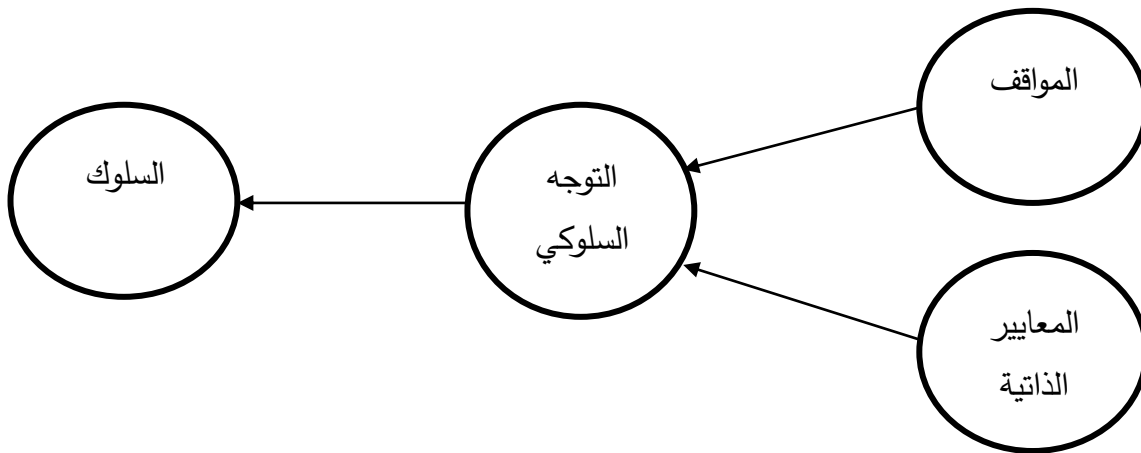 المواقف
المعايير
الذاتية
التوجه
السلوكي
السلوك